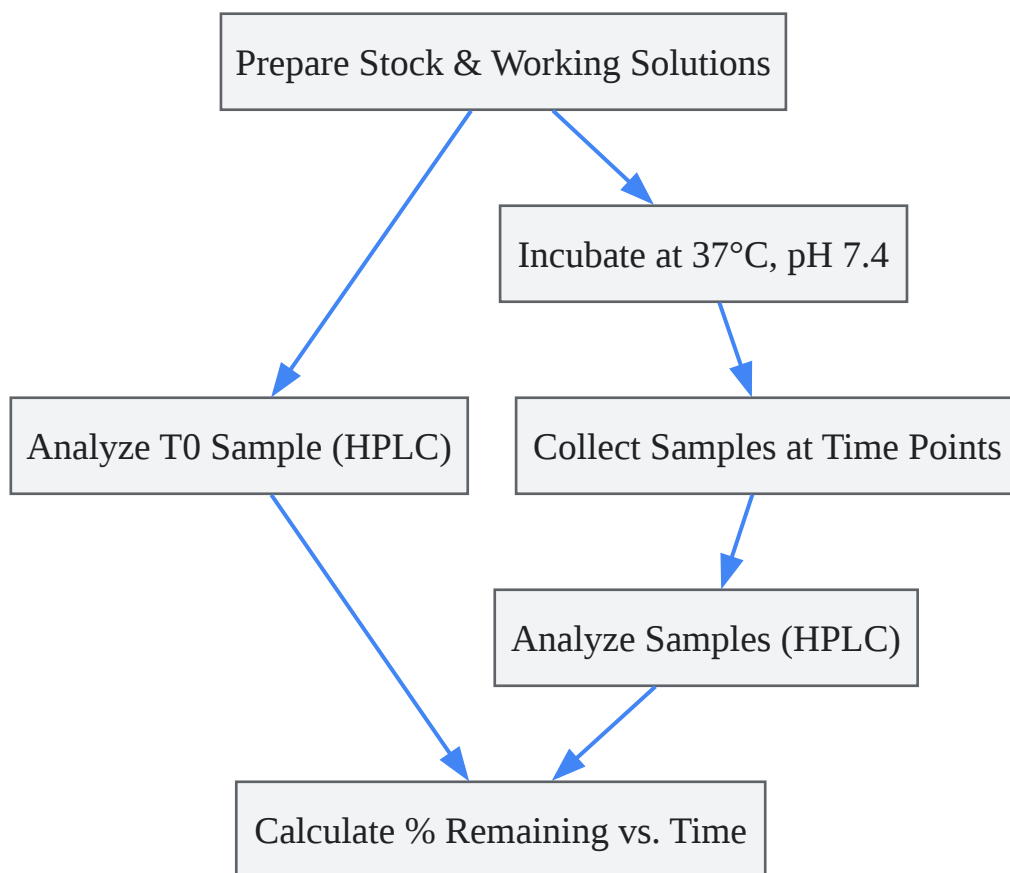 Prepare Stock & Working Solutions
Incubate at 37°C, pH 7.4
Analyze T0 Sample (HPLC)
Collect Samples at Time Points
Analyze Samples (HPLC)
Calculate % Remaining vs. Time